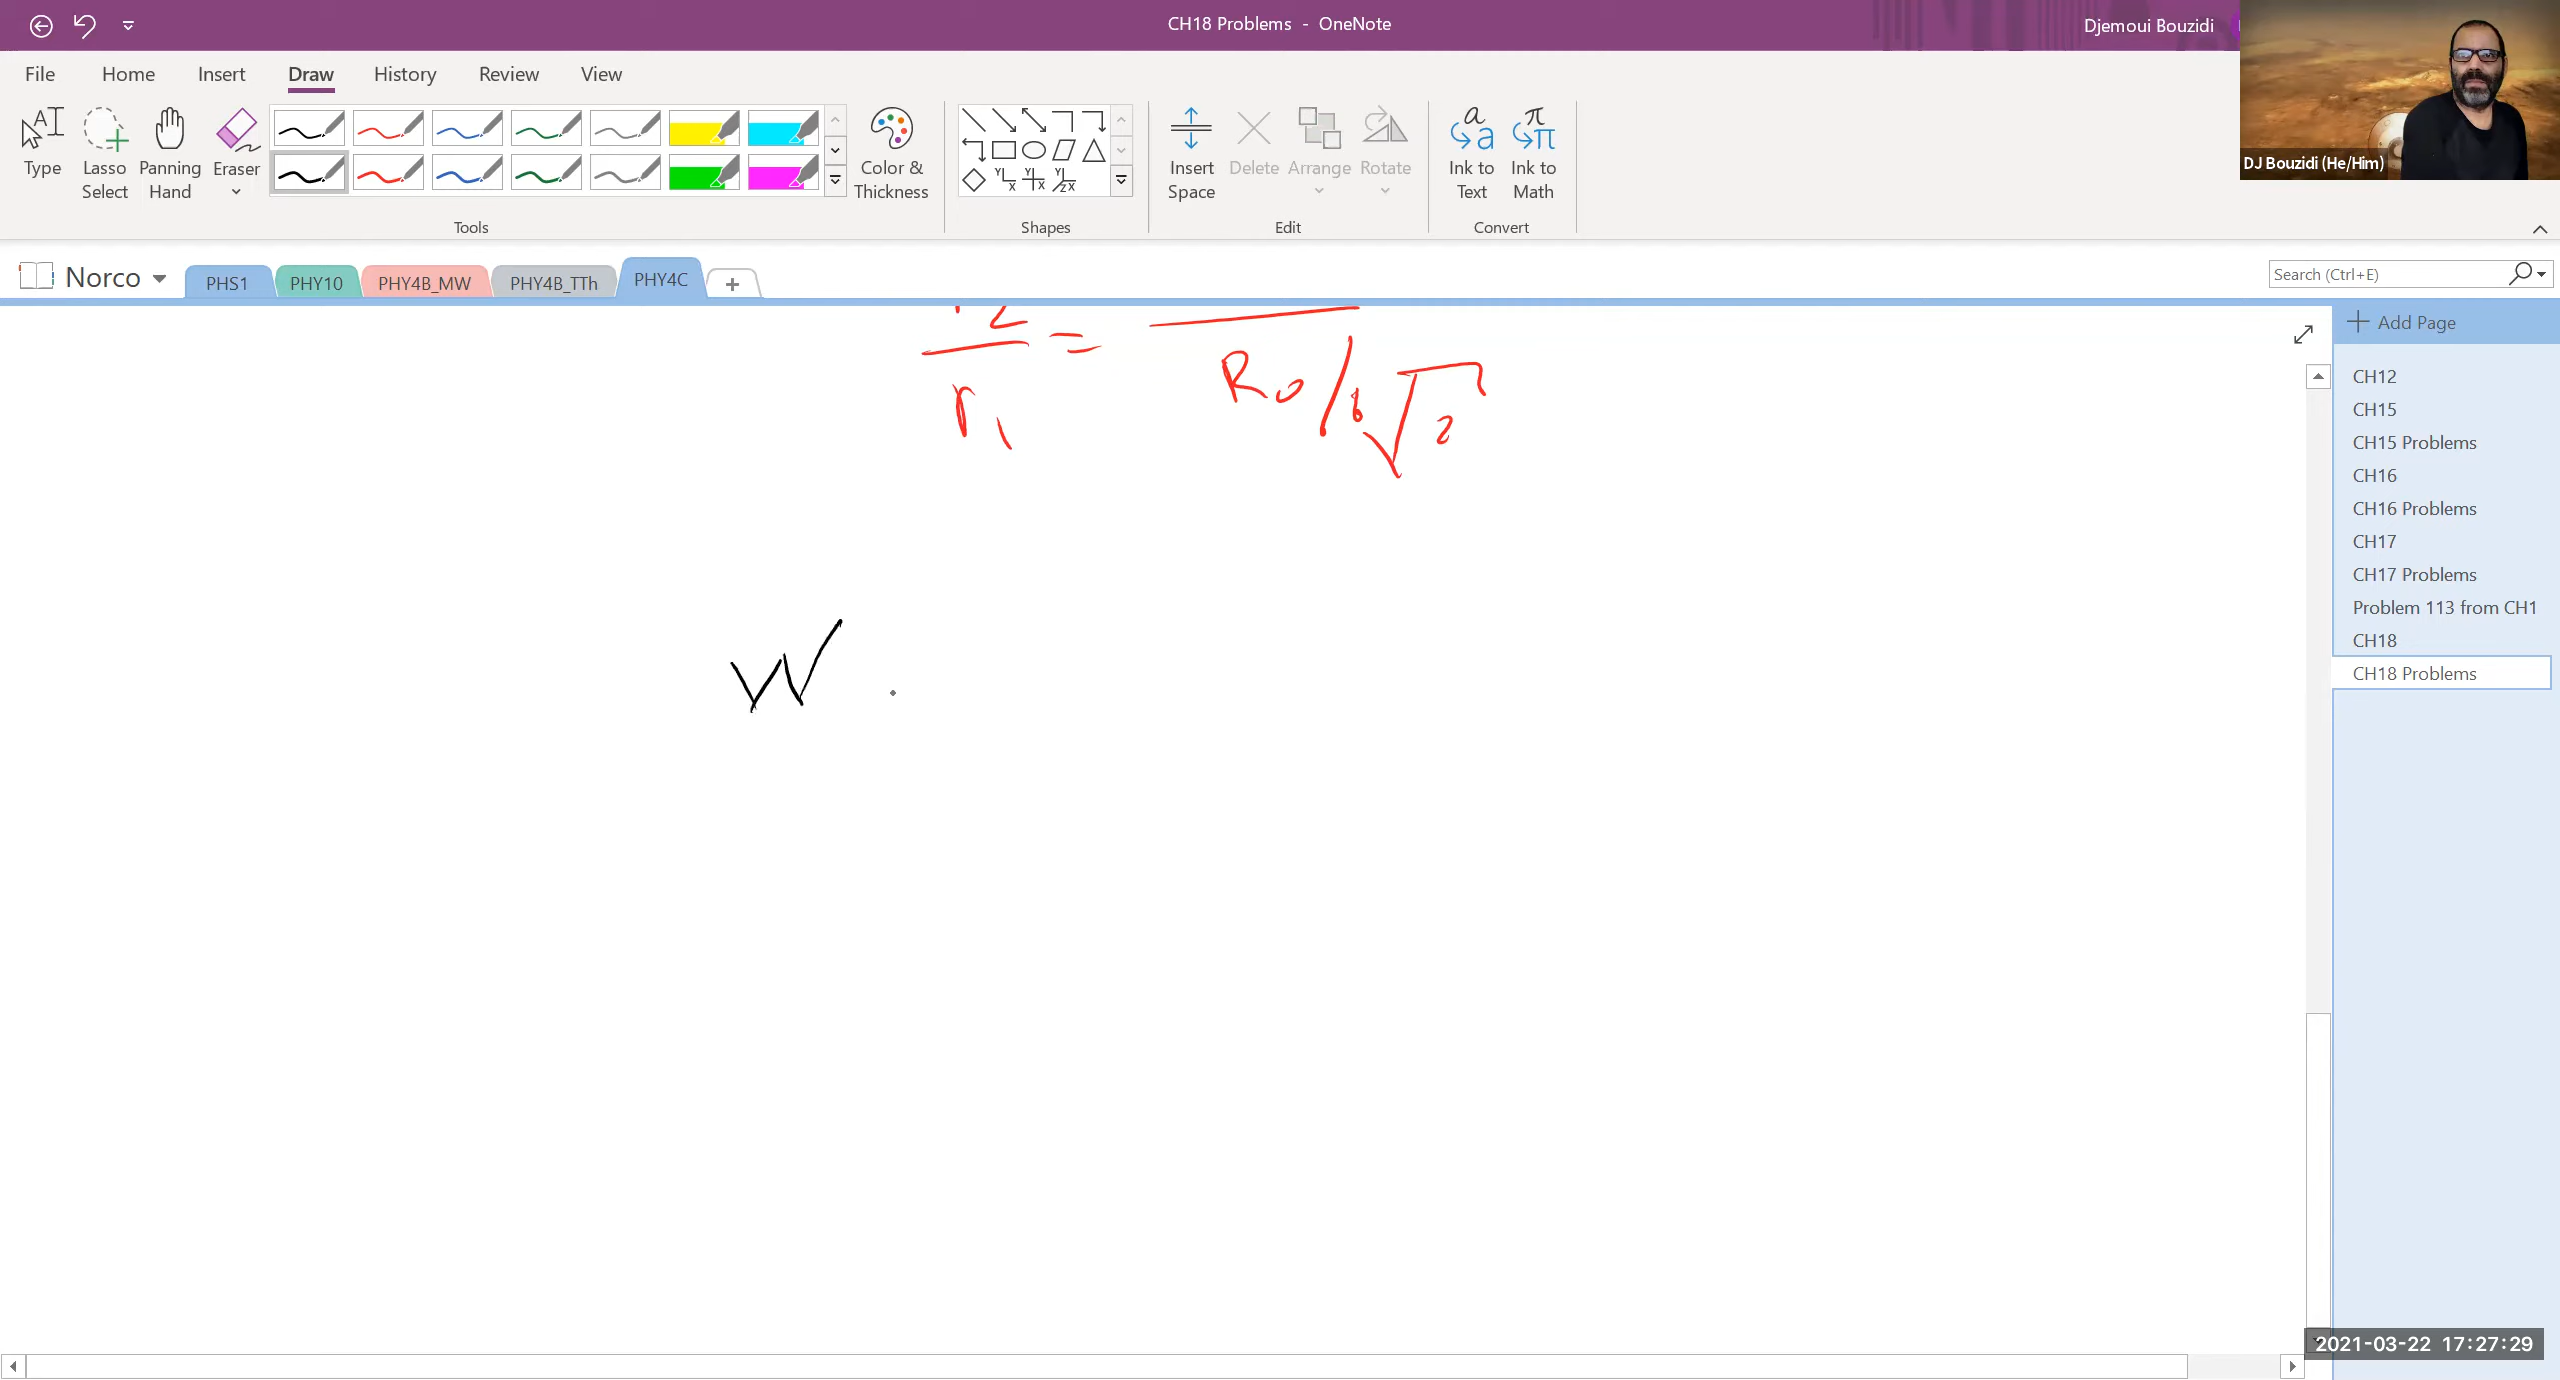 CH18 Problems - OneNote
Djemoui Bouzidi
File Home Insert Draw History Review View
Type
Lasso Select
Panning Hand
Eraser
Color & Thickness
Insert Space
Delete
Arrange
Rotate
Ink to Text
Ink to Math
Tools
Shapes
Edit
Convert
DJ Bouzidi (He/Him)
Norco
PHS1
PHY10
PHY4B_MW
PHY4B_TTh
PHY4C
Search (Ctrl+E)
Add Page
CH12
CH15
CH15 Problems
CH16
CH16 Problems
CH17
CH17 Problems
Problem 113 from CH1
CH18
CH18 Problems
=
r₁ R₀/⁶√2
W
2021-03-22 17:27:29